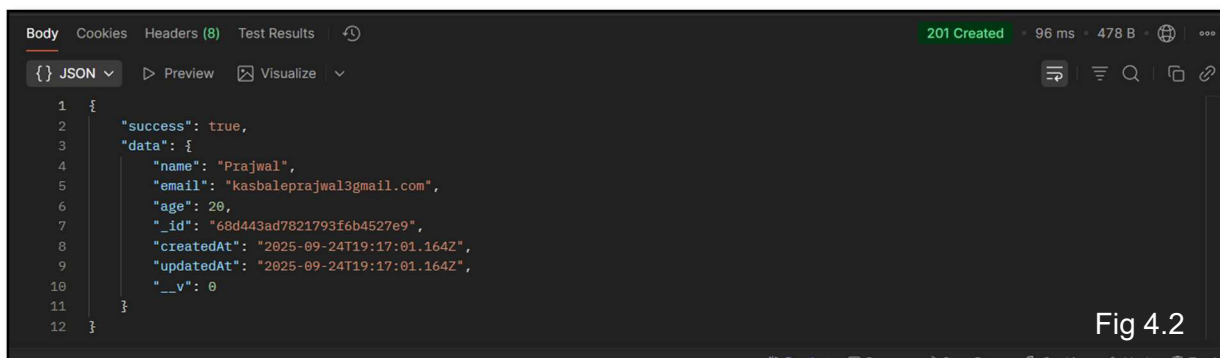 Body Cookies Headers (8) Test Results 201 Created • 96 ms • 478 B
{} JSON Preview Visualize
1 {
2 "success": true,
3 "data": {
4 "name": "Prajwal",
5 "email": "kasbaleprajwal3gmail.com",
6 "age": 20,
7 "_id": "68d443ad7821793f6b4527e9",
8 "createdAt": "2025-09-24T19:17:01.164Z",
9 "updatedAt": "2025-09-24T19:17:01.164Z",
10 "__v": 0
11 }
12 }
Fig 4.2